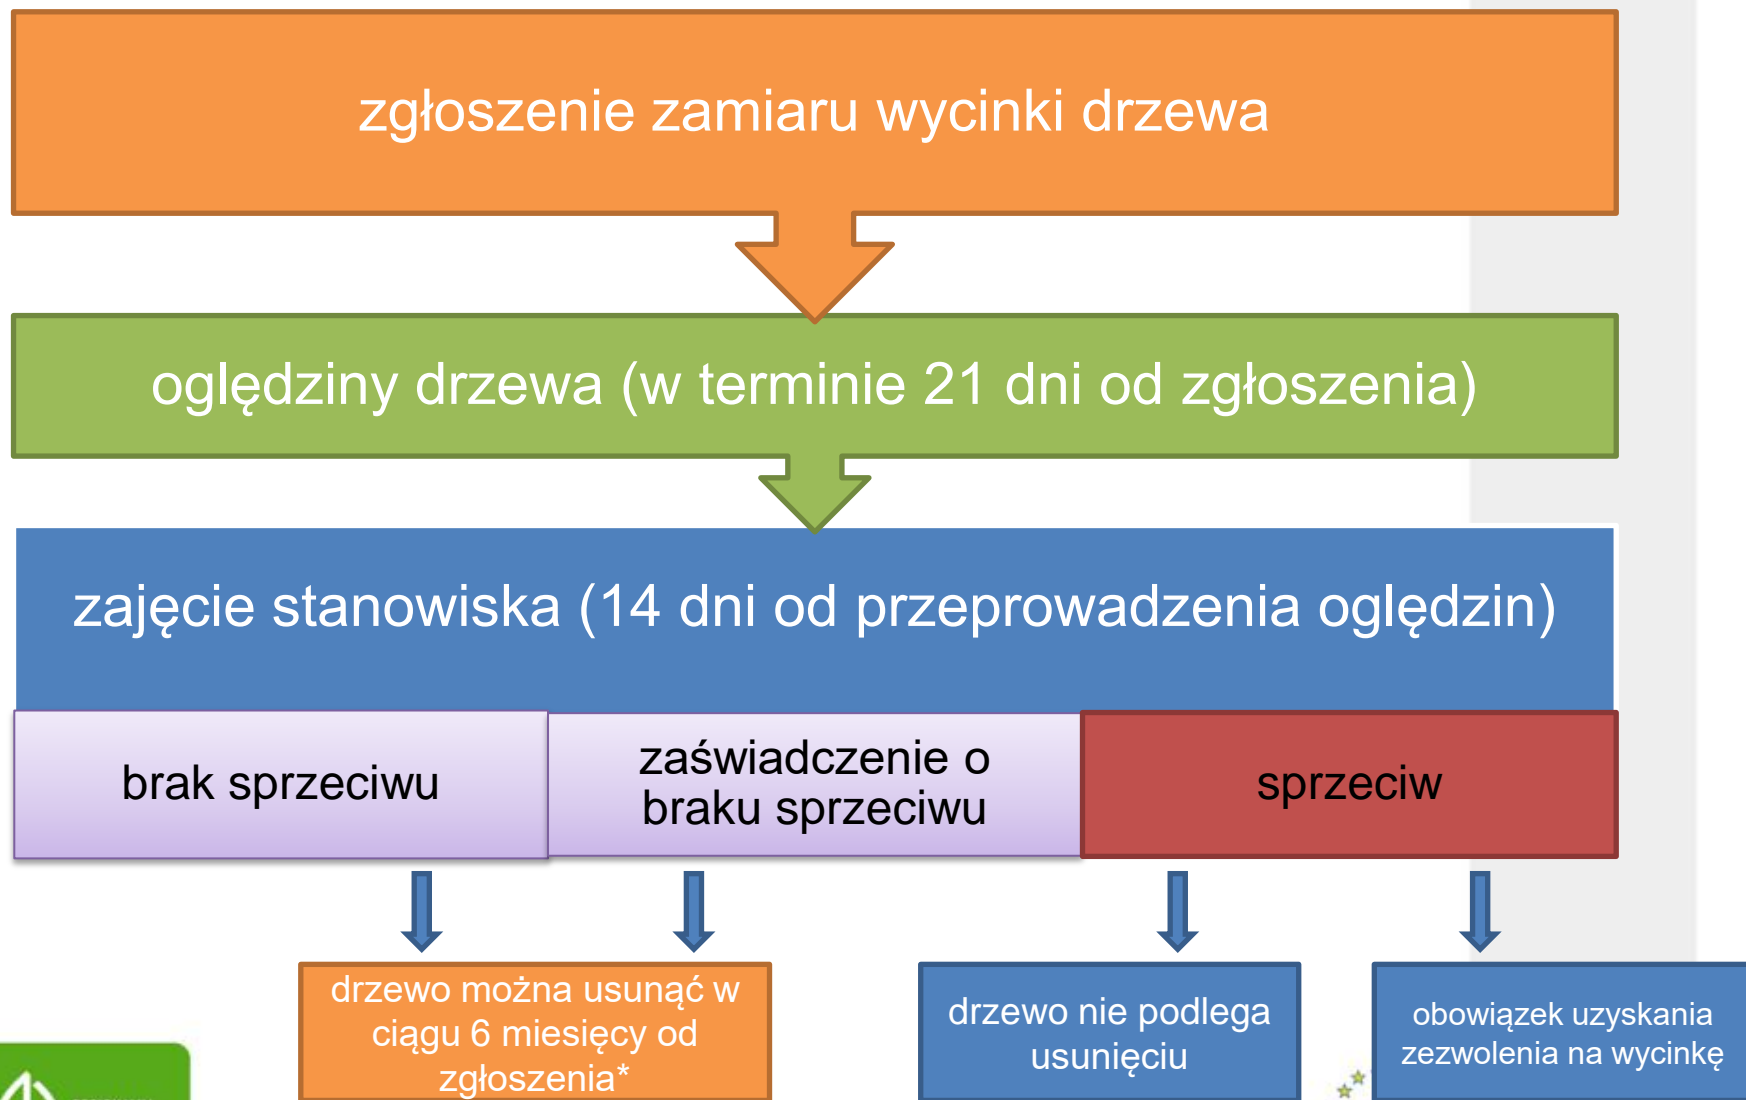 zgłoszenie zamiaru wycinki drzewa
oględziny drzewa (w terminie 21 dni od zgłoszenia)
zajęcie stanowiska (14 dni od przeprowadzenia oględzin)
brak sprzeciwu
zaświadczenie o
braku sprzeciwu
sprzeciw
drzewo można usunąć w
ciągu 6 miesięcy od
zgłoszenia*
drzewo nie podlega
usunięciu
obowiązek uzyskania
zezwolenia na wycinkę